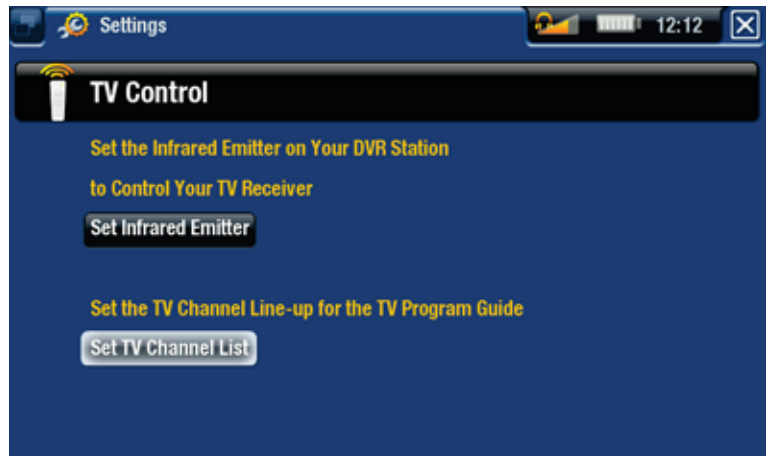 Settings
12:12
TV Control
Set the Infrared Emitter on Your DVR Station
to Control Your TV Receiver
Set Infrared Emitter
Set the TV Channel Line-up for the TV Program Guide
Set TV Channel List